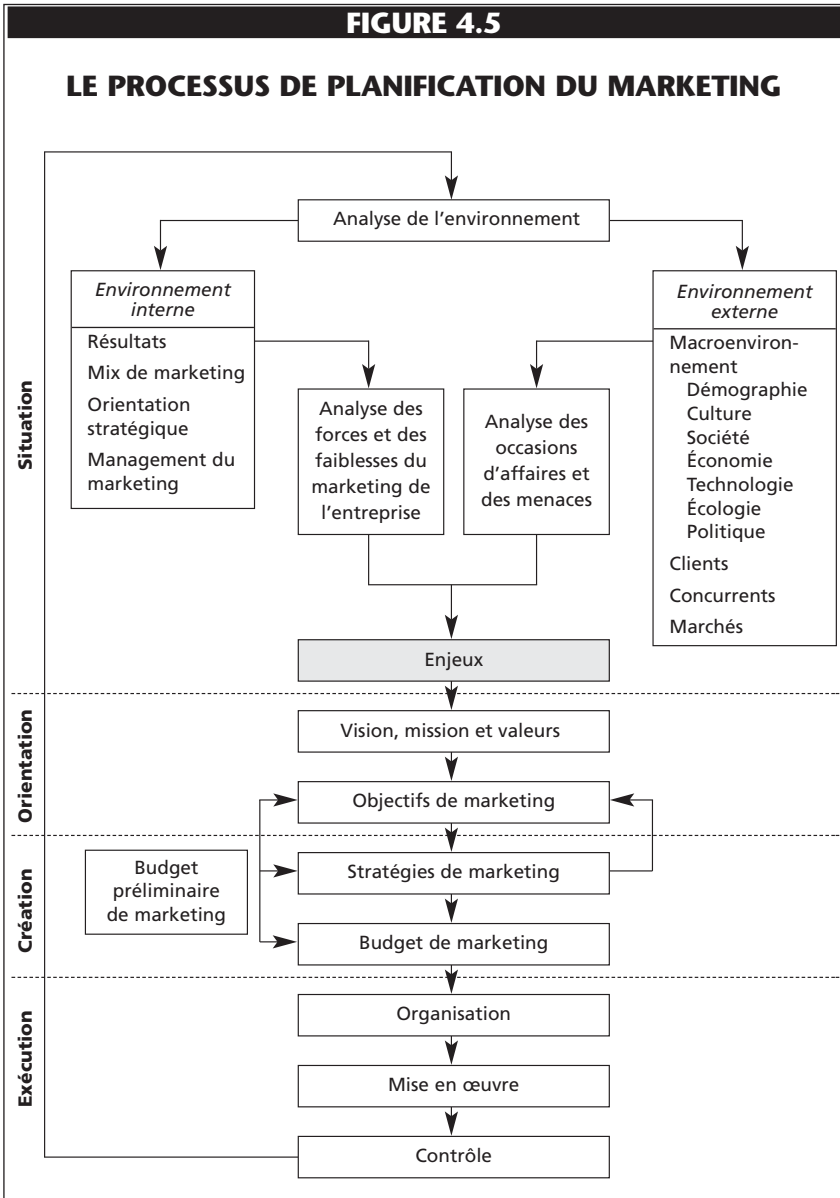 FIGURE 4.5
LE PROCESSUS DE PLANIFICATION DU MARKETING
Situation
Analyse de l'environnement
Environnement
interne
Résultats
Mix de marketing
Orientation
stratégique
Management du
marketing
Analyse des
forces et des
faiblesses du
marketing de
l'entreprise
Analyse des
occasions
d'affaires et
des menaces
Environnement
externe
Macroenviron-
nement
Démographie
Culture
Société
Économie
Technologie
Écologie
Politique
Clients
Concurrents
Marchés
Enjeux
Orientation
Vision, mission et valeurs
Objectifs de marketing
Création
Budget
préliminaire
de marketing
Stratégies de marketing
Budget de marketing
Exécution
Organisation
Mise en œuvre
Contrôle